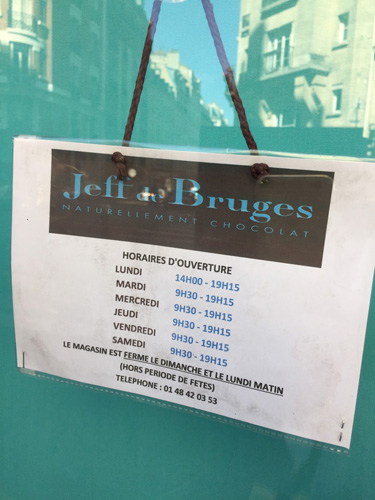 Jeff de Bruges
NATURELLEMENT CHOCOLAT
HORAIRES D'OUVERTURE
LUNDI 14H00 - 19H15
MARDI 9H30 - 19H15
MERCREDI 9H30 - 19H15
JEUDI 9H30 - 19H15
VENDREDI 9H30 - 19H15
SAMEDI 9H30 - 19H15
LE MAGASIN EST FERME LE DIMANCHE ET LE LUNDI MATIN
(HORS PERIODE DE FETES)
TELEPHONE : 01 48 42 03 53